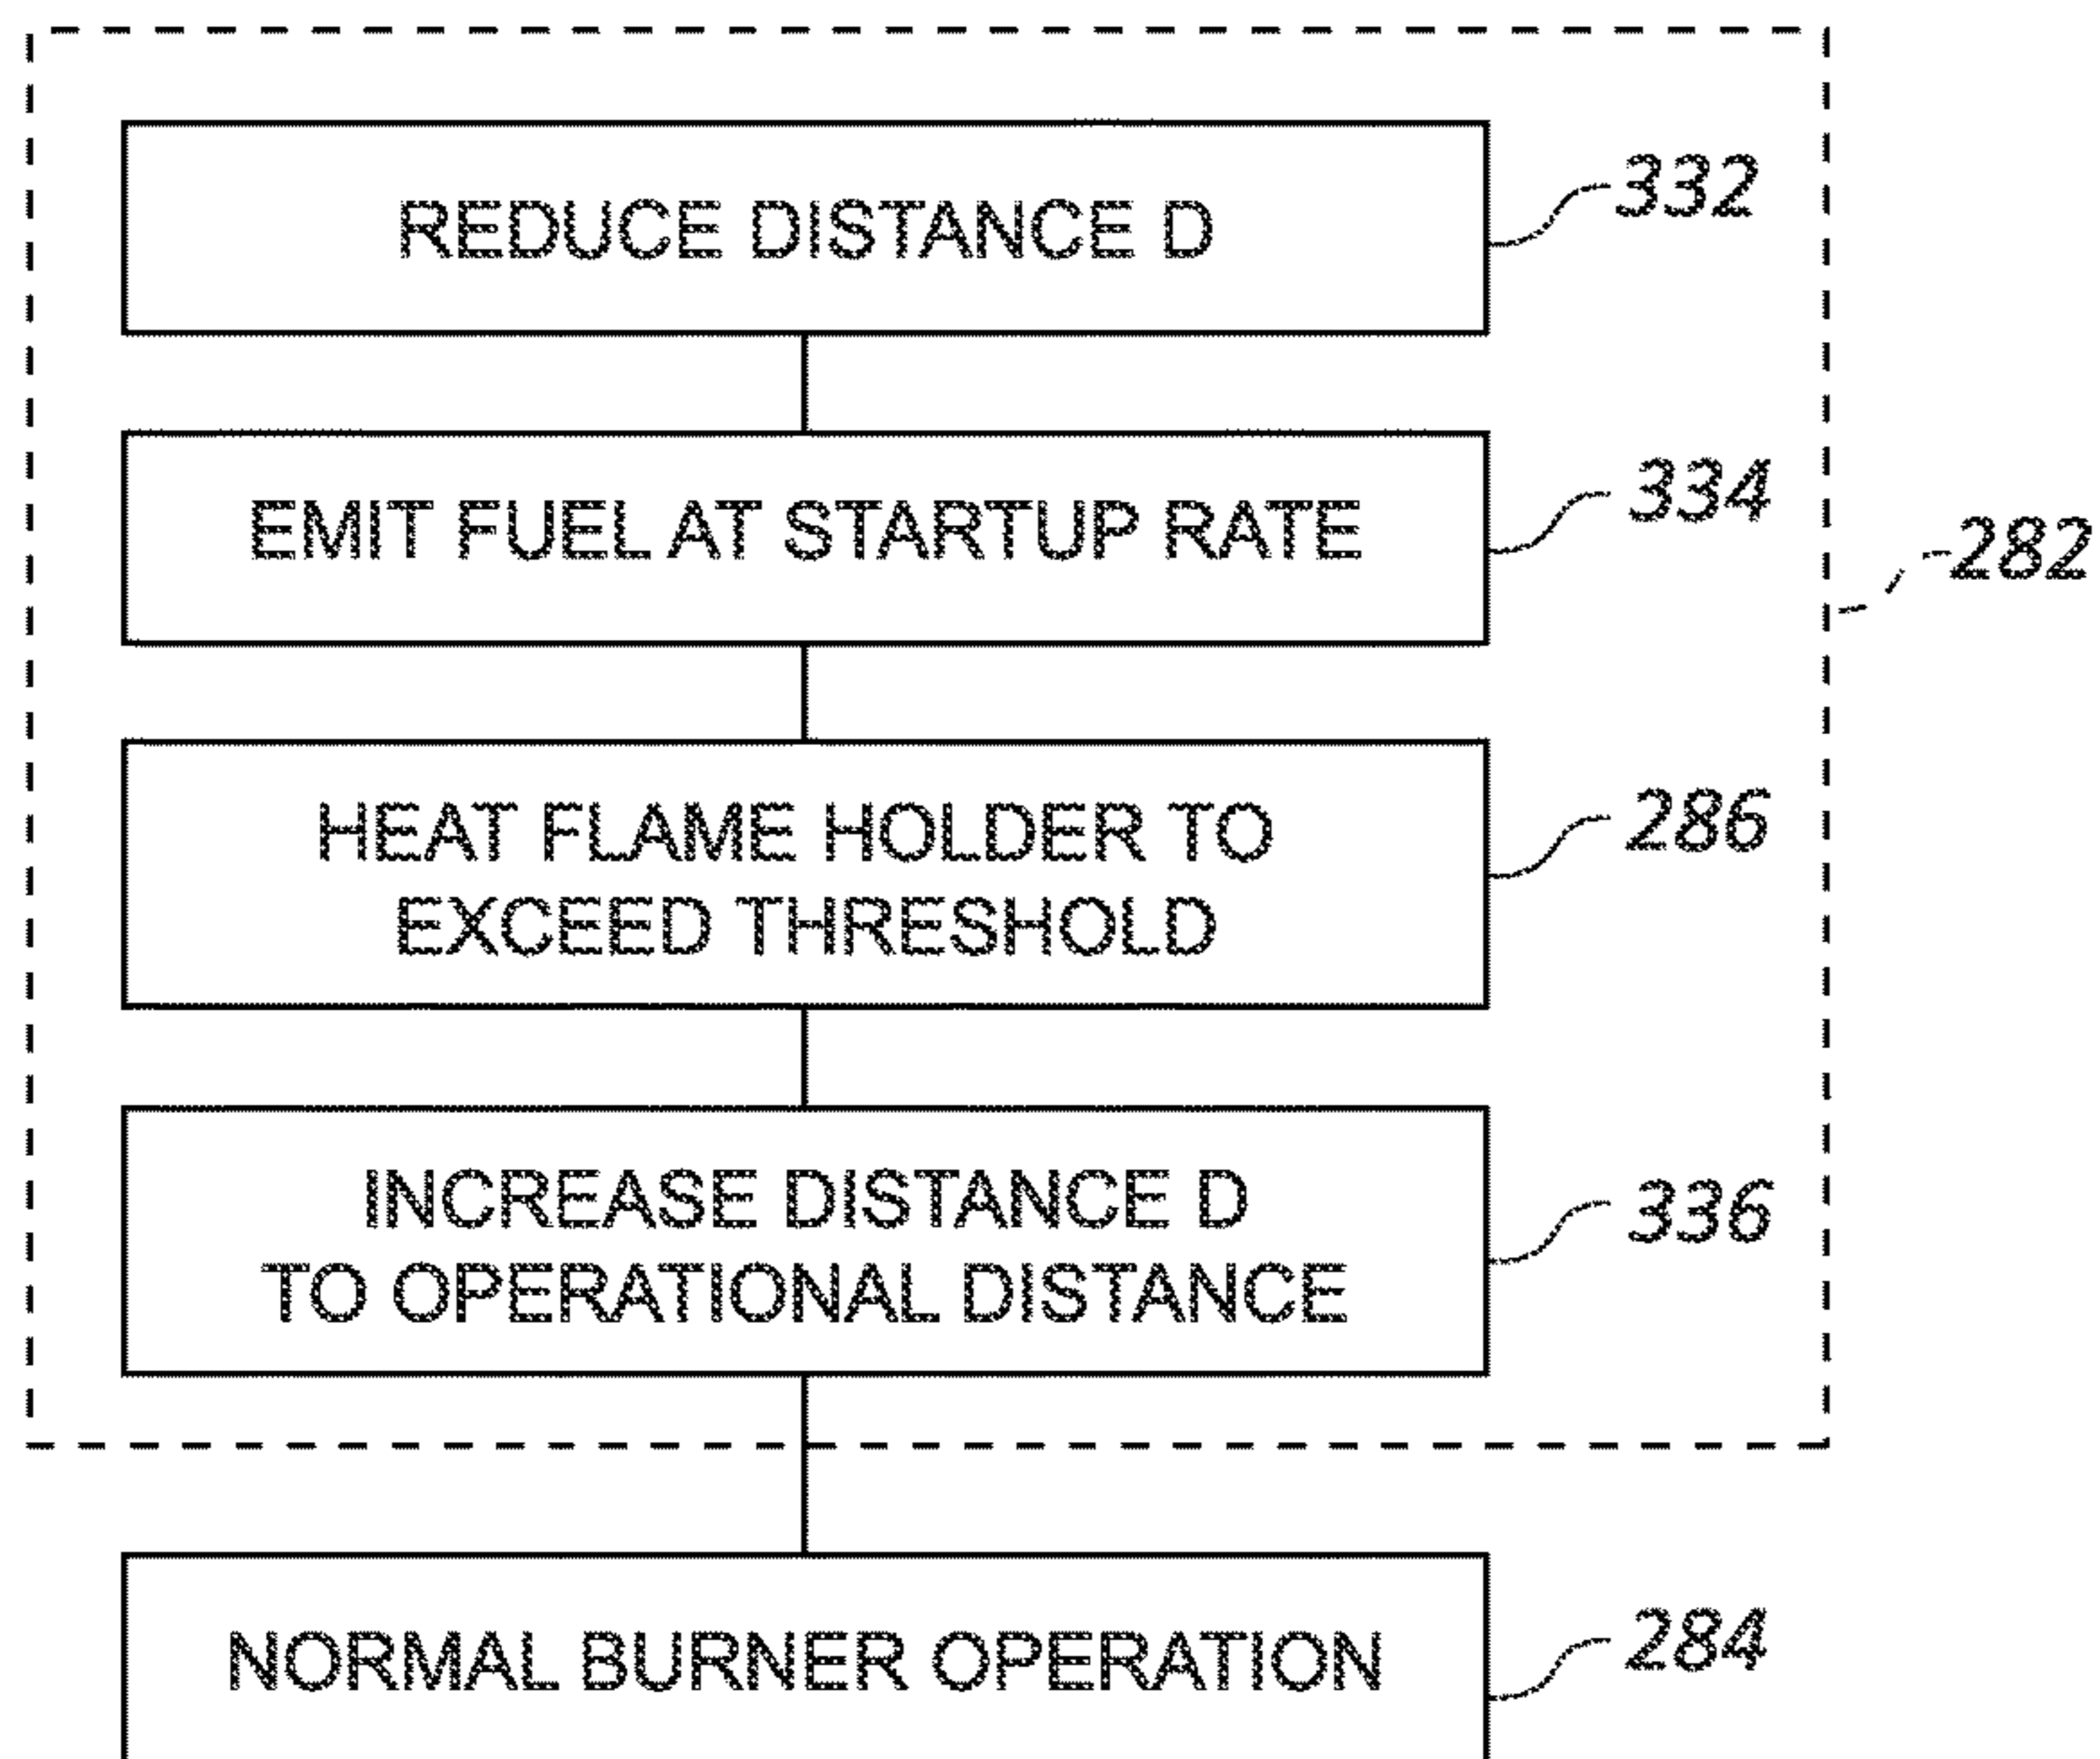 REDUCE DISTANCE D
332
EMIT FUEL AT STARTUP RATE
334
282
HEAT FLAME HOLDER TO
EXCEED THRESHOLD
286
INCREASE DISTANCE D
TO OPERATIONAL DISTANCE
336
NORMAL BURNER OPERATION
284